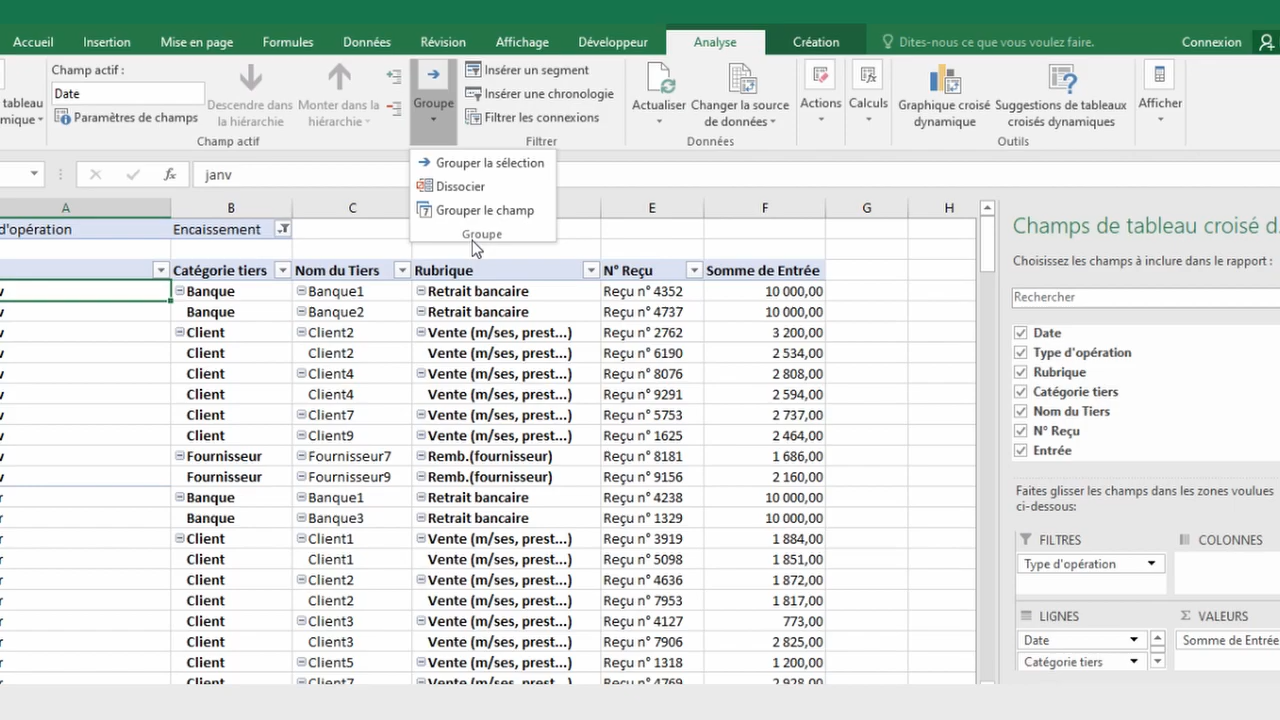 Accueil Insertion Mise en page Formules Données Révision Affichage Développeur Analyse Création Dites-nous ce que vous voulez faire. Connexion
Champ actif :
Date
Paramètres de champs
Descendre dans
la hiérarchie
Monter dans la
hiérarchie
Champ actif
Groupe
Insérer un segment
Insérer une chronologie
Filtrer les connexions
Filtrer
Actualiser
Changer la source
de données
Données
Actions
Calculs
Graphique croisé
dynamique
Suggestions de tableaux
croisés dynamiques
Outils
Afficher
tableau
mique
Grouper la sélection
Dissocier
Grouper le champ
Groupe
fx janv
A B C E F G H
d'opération Encaissement
Catégorie tiers Nom du Tiers Rubrique N° Reçu Somme de Entrée
v Banque Banque1 Retrait bancaire Reçu n° 4352 10 000,00
v Banque Banque2 Retrait bancaire Reçu n° 4737 10 000,00
v Client Client2 Vente (m/ses, prest...) Reçu n° 2762 3 200,00
v Client Client2 Vente (m/ses, prest...) Reçu n° 6190 2 534,00
v Client Client4 Vente (m/ses, prest...) Reçu n° 8076 2 808,00
v Client Client4 Vente (m/ses, prest...) Reçu n° 9291 2 594,00
v Client Client7 Vente (m/ses, prest...) Reçu n° 5753 2 737,00
v Client Client9 Vente (m/ses, prest...) Reçu n° 1625 2 464,00
v Fournisseur Fournisseur7 Remb.(fournisseur) Reçu n° 8181 1 686,00
v Fournisseur Fournisseur9 Remb.(fournisseur) Reçu n° 9156 2 160,00
r Banque Banque1 Retrait bancaire Reçu n° 4238 10 000,00
r Banque Banque3 Retrait bancaire Reçu n° 1329 10 000,00
r Client Client1 Vente (m/ses, prest...) Reçu n° 3919 1 884,00
r Client Client1 Vente (m/ses, prest...) Reçu n° 5098 1 851,00
r Client Client2 Vente (m/ses, prest...) Reçu n° 4636 1 872,00
r Client Client2 Vente (m/ses, prest...) Reçu n° 7953 1 817,00
r Client Client3 Vente (m/ses, prest...) Reçu n° 4127 773,00
r Client Client3 Vente (m/ses, prest...) Reçu n° 7906 2 825,00
r Client Client5 Vente (m/ses, prest...) Reçu n° 1318 1 200,00
r Client Client7 Vente (m/ses, prest...) Reçu n° 4769 2 928,00
Champs de tableau croisé d.
Choisissez les champs à inclure dans le rapport :
Rechercher
Date
Type d'opération
Rubrique
Catégorie tiers
Nom du Tiers
N° Reçu
Entrée
Faites glisser les champs dans les zones voulues
ci-dessous:
FILTRES COLONNES
Type d'opération
LIGNES Σ VALEURS
Date Somme de Entrée
Catégorie tiers